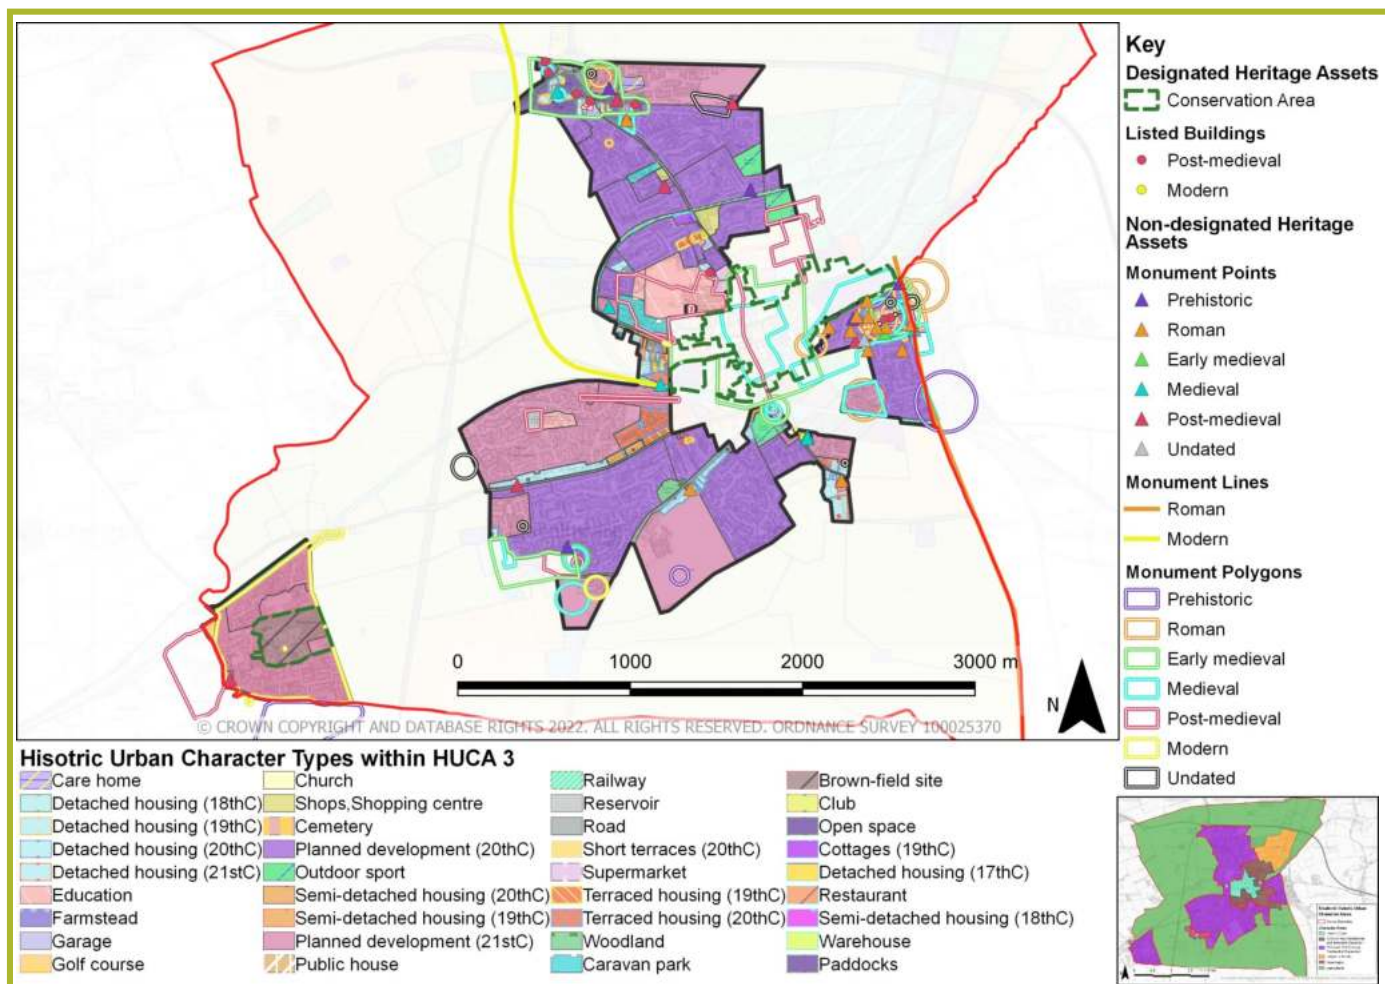 Key
Designated Heritage Assets
Conservation Area
Listed Buildings
Post-medieval
Modern
Non-designated Heritage
Assets
Monument Points
Prehistoric
Roman
Early medieval
Medieval
Post-medieval
Undated
Monument Lines
Roman
Modern
Monument Polygons
Prehistoric
Roman
Early medieval
Medieval
Post-medieval
Modern
Undated
0 1000 2000 3000 m
N
© CROWN COPYRIGHT AND DATABASE RIGHTS 2022. ALL RIGHTS RESERVED. ORDNANCE SURVEY 100025370
Hisotric Urban Character Types within HUCA 3
Care home
Detached housing (18thC)
Detached housing (19thC)
Detached housing (20thC)
Detached housing (21stC)
Education
Farmstead
Garage
Golf course
Church
Shops,Shopping centre
Cemetery
Planned development (20thC)
Outdoor sport
Semi-detached housing (20thC)
Semi-detached housing (19thC)
Planned development (21stC)
Public house
Railway
Reservoir
Road
Short terraces (20thC)
Supermarket
Terraced housing (19thC)
Terraced housing (20thC)
Woodland
Caravan park
Brown-field site
Club
Open space
Cottages (19thC)
Detached housing (17thC)
Restaurant
Semi-detached housing (18thC)
Warehouse
Paddocks